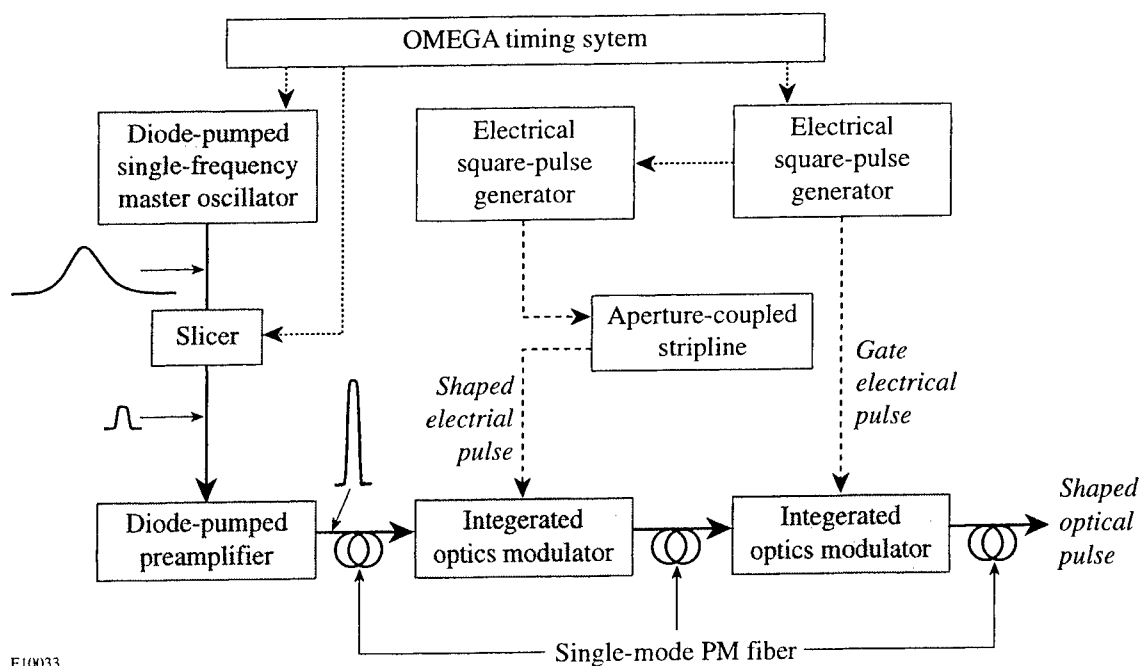 OMEGA timing sytem
Diode-pumped
single-frequency
master oscillator
Electrical
square-pulse
generator
Electrical
square-pulse
generator
Slicer
Aperture-coupled
stripline
Shaped
electrial
pulse
Gate
electrical
pulse
Diode-pumped
preamplifier
Integerated
optics modulator
Integerated
optics modulator
Shaped
optical
pulse
Single-mode PM fiber
E10033